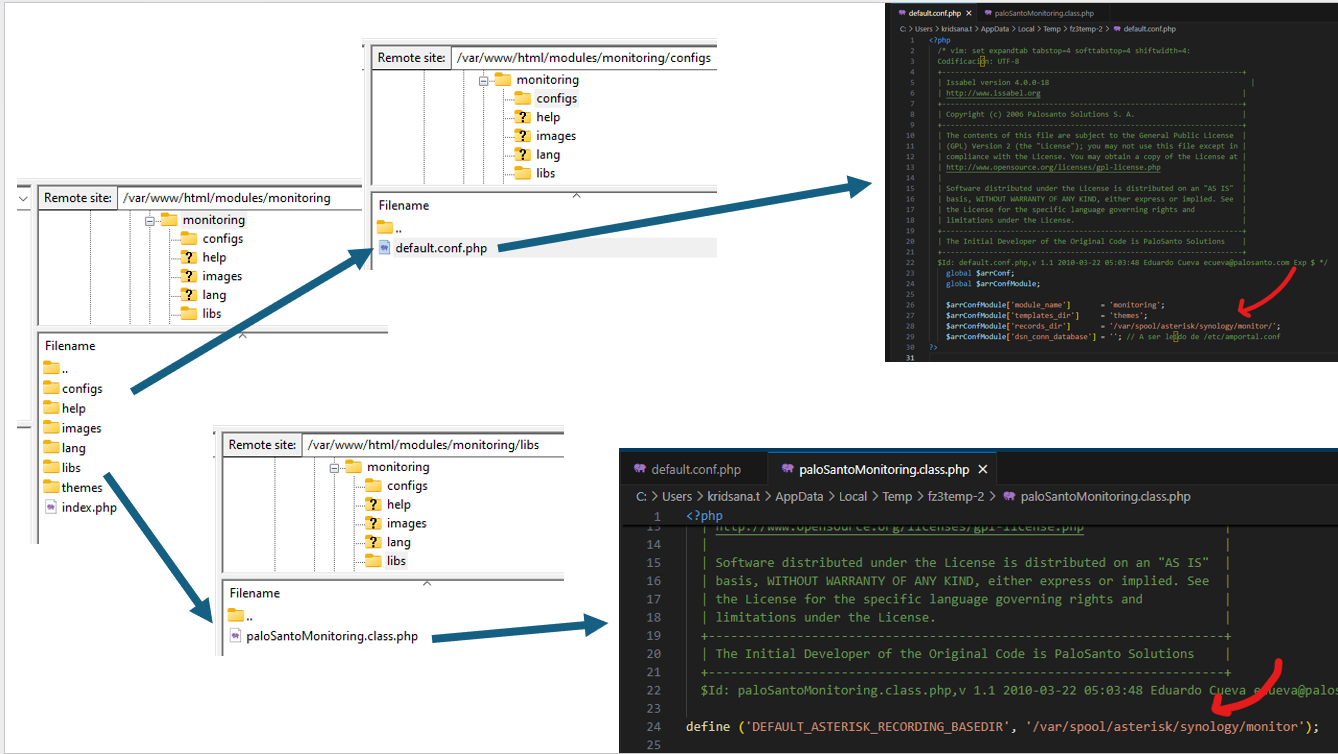 Remote site: /var/www/html/modules/monitoring
monitoring
configs
help
images
lang
libs
Filename
..
configs
help
images
lang
libs
themes
index.php
Remote site: /var/www/html/modules/monitoring/configs
monitoring
configs
help
images
lang
libs
Filename
..
default.conf.php
default.conf.php × paloSantoMonitoring.class.php
C: > Users > kridsana.t > AppData > Local > Temp > fz3temp-2 > default.conf.php
1 <?php
2 /* vim: set expandtab tabstop=4 softtabstop=4 shiftwidth=4:
3 Codificación: UTF-8
4 +----------------------------------------------------------------------+
5 | Issabel version 4.0.0-18 |
6 | http://www.issabel.org |
7 +----------------------------------------------------------------------+
8 | Copyright (c) 2006 Palosanto Solutions S. A. |
9 +----------------------------------------------------------------------+
10 | The contents of this file are subject to the General Public License |
11 | (GPL) Version 2 (the "License"); you may not use this file except in |
12 | compliance with the License. You may obtain a copy of the License at |
13 | http://www.opensource.org/licenses/gpl-license.php |
14 | |
15 | Software distributed under the License is distributed on an "AS IS" |
16 | basis, WITHOUT WARRANTY OF ANY KIND, either express or implied. See |
17 | the License for the specific language governing rights and |
18 | limitations under the License. |
19 +----------------------------------------------------------------------+
20 | The Initial Developer of the Original Code is PaloSanto Solutions |
21 +----------------------------------------------------------------------+
22 $Id: default.conf.php,v 1.1 2010-03-22 05:03:48 Eduardo Cueva ecueva@palosanto.com Exp $ */
23 global $arrConf;
24 global $arrConfModule;
25
26 $arrConfModule['module_name'] = 'monitoring';
27 $arrConfModule['templates_dir'] = 'themes';
28 $arrConfModule['records_dir'] = '/var/spool/asterisk/synology/monitor/';
29 $arrConfModule['dsn_conn_database'] = ''; // A ser leído de /etc/amportal.conf
30 ?>
31
Remote site: /var/www/html/modules/monitoring/libs
monitoring
configs
help
images
lang
libs
Filename
..
paloSantoMonitoring.class.php
default.conf.php paloSantoMonitoring.class.php ×
C: > Users > kridsana.t > AppData > Local > Temp > fz3temp-2 > paloSantoMonitoring.class.php
1 <?php
13 | http://www.opensource.org/licenses/gpl-license.php |
14 | |
15 | Software distributed under the License is distributed on an "AS IS" |
16 | basis, WITHOUT WARRANTY OF ANY KIND, either express or implied. See |
17 | the License for the specific language governing rights and |
18 | limitations under the License. |
19 +----------------------------------------------------------------------+
20 | The Initial Developer of the Original Code is PaloSanto Solutions |
21 +----------------------------------------------------------------------+
22 $Id: paloSantoMonitoring.class.php,v 1.1 2010-03-22 05:03:48 Eduardo Cueva ecueva@palos
23
24 define ('DEFAULT_ASTERISK_RECORDING_BASEDIR', '/var/spool/asterisk/synology/monitor');
25